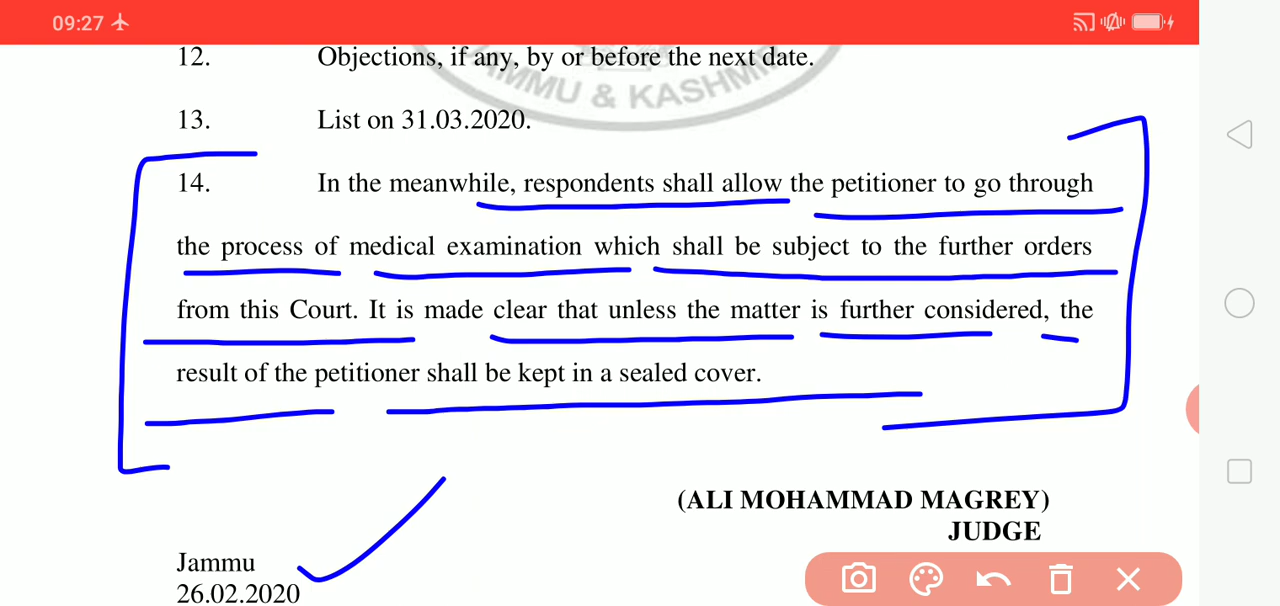 09:27
12. Objections, if any, by or before the next date.
JAMMU & KASHMIR
13. List on 31.03.2020.
14. In the meanwhile, respondents shall allow the petitioner to go through
the process of medical examination which shall be subject to the further orders
from this Court. It is made clear that unless the matter is further considered, the
result of the petitioner shall be kept in a sealed cover.
(ALI MOHAMMAD MAGREY)
JUDGE
Jammu
26.02.2020